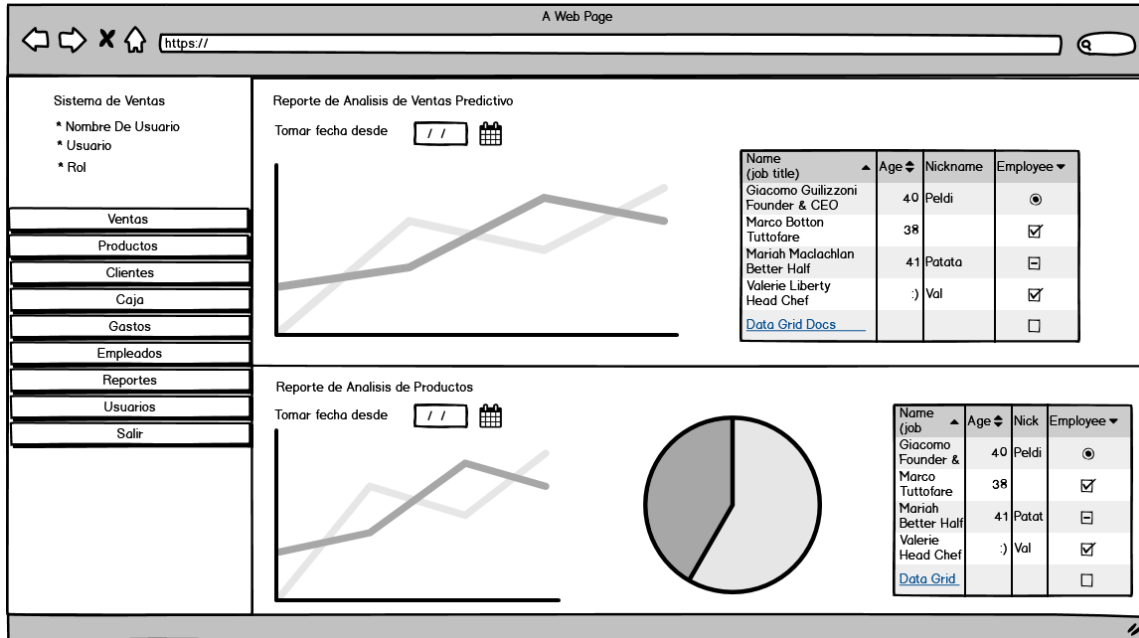 A Web Page
https://
Sistema de Ventas
* Nombre De Usuario
* Usuario
* Rol
Ventas
Productos
Clientes
Caja
Gastos
Empleados
Reportes
Usuarios
Salir
Reporte de Analisis de Ventas Predictivo
Tomar fecha desde / /
Name
(job title) Age Nickname Employee
Giacomo Guilizzoni
Founder & CEO 40 Peldi
Marco Botton
Tuttofare 38
Mariah Maclachlan
Better Half 41 Patata
Valerie Liberty
Head Chef :) Val
Data Grid Docs
Reporte de Analisis de Productos
Tomar fecha desde / /
Name
(job Age Nick Employee
Giacomo
Founder & 40 Peldi
Marco
Tuttofare 38
Mariah
Better Half 41 Patat
Valerie
Head Chef :) Val
Data Grid